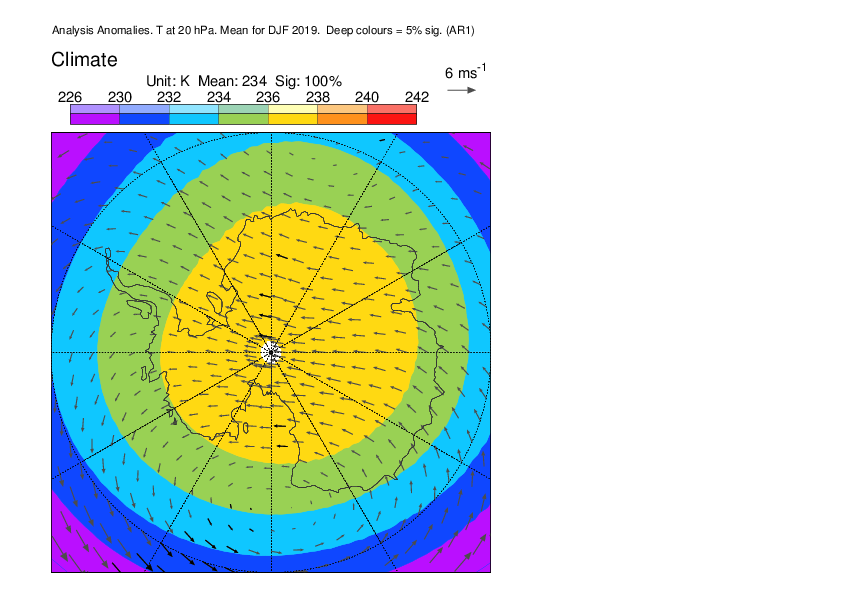 Analysis Anomalies. T at 20 hPa. Mean for DJF 2019.  Deep colours = 5% sig. (AR1)
Climate
6 ms-1
Unit: K  Mean: 234  Sig: 100%
226 230 232 234 236 238 240 242